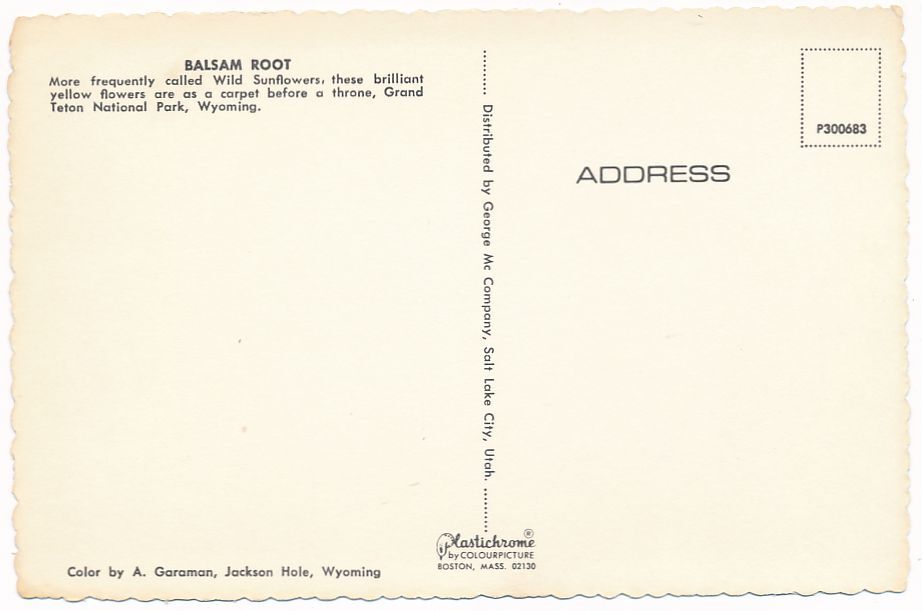 BALSAM ROOT
More frequently called Wild Sunflowers, these brilliant
yellow flowers are as a carpet before a throne, Grand
Teton National Park, Wyoming.
Color by A. Garaman, Jackson Hole, Wyoming
Distributed by George Mc Company, Salt Lake City, Utah.
Plastichrome®
by COLOURPICTURE
BOSTON, MASS. 02130
P300683
ADDRESS